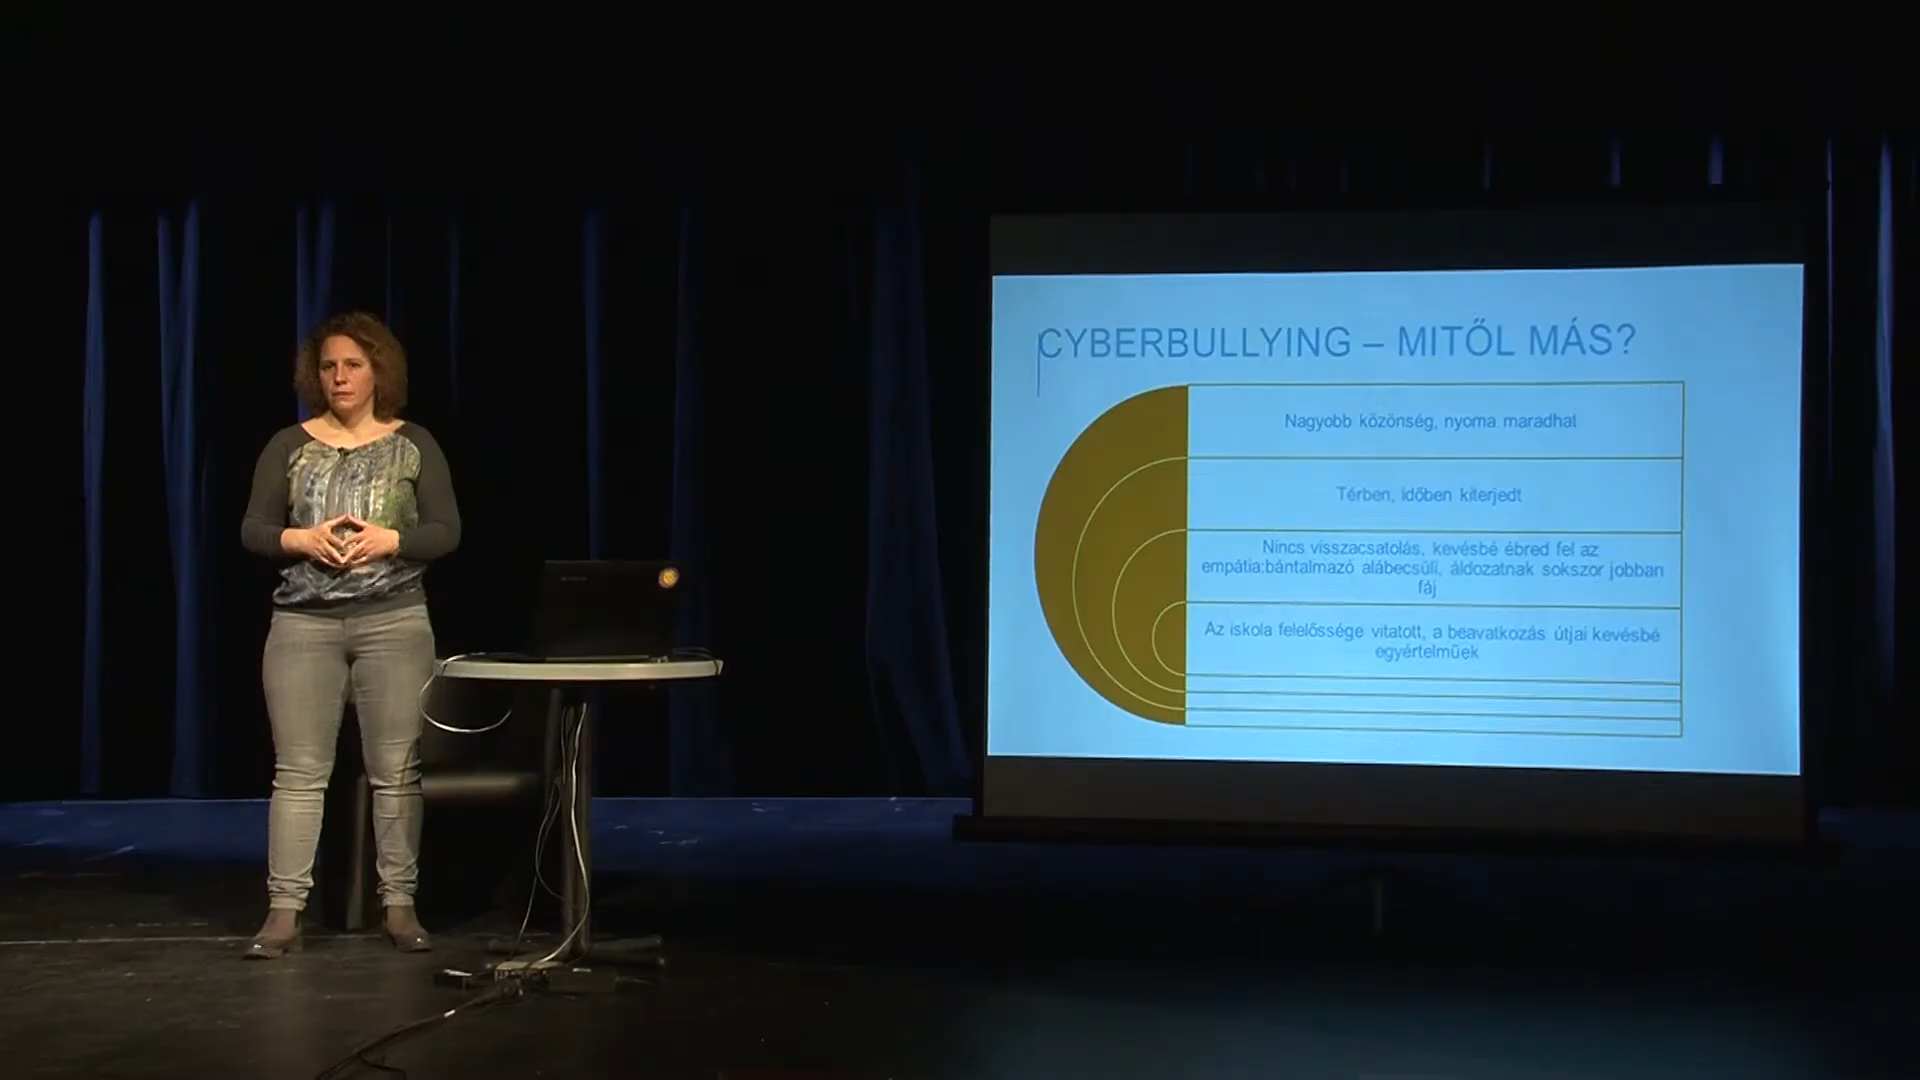 CYBERBULLYING – MITŐL MÁS?
Nagyobb közönség, nyoma maradhat
Térben, időben kiterjedt
Nincs visszacsatolás, kevésbé ébred fel az
empátia:bántalmazó alábecsüli, áldozatnak sokszor jobban
fáj
Az iskola felelőssége vitatott, a beavatkozás útjai kevésbé
egyértelműek